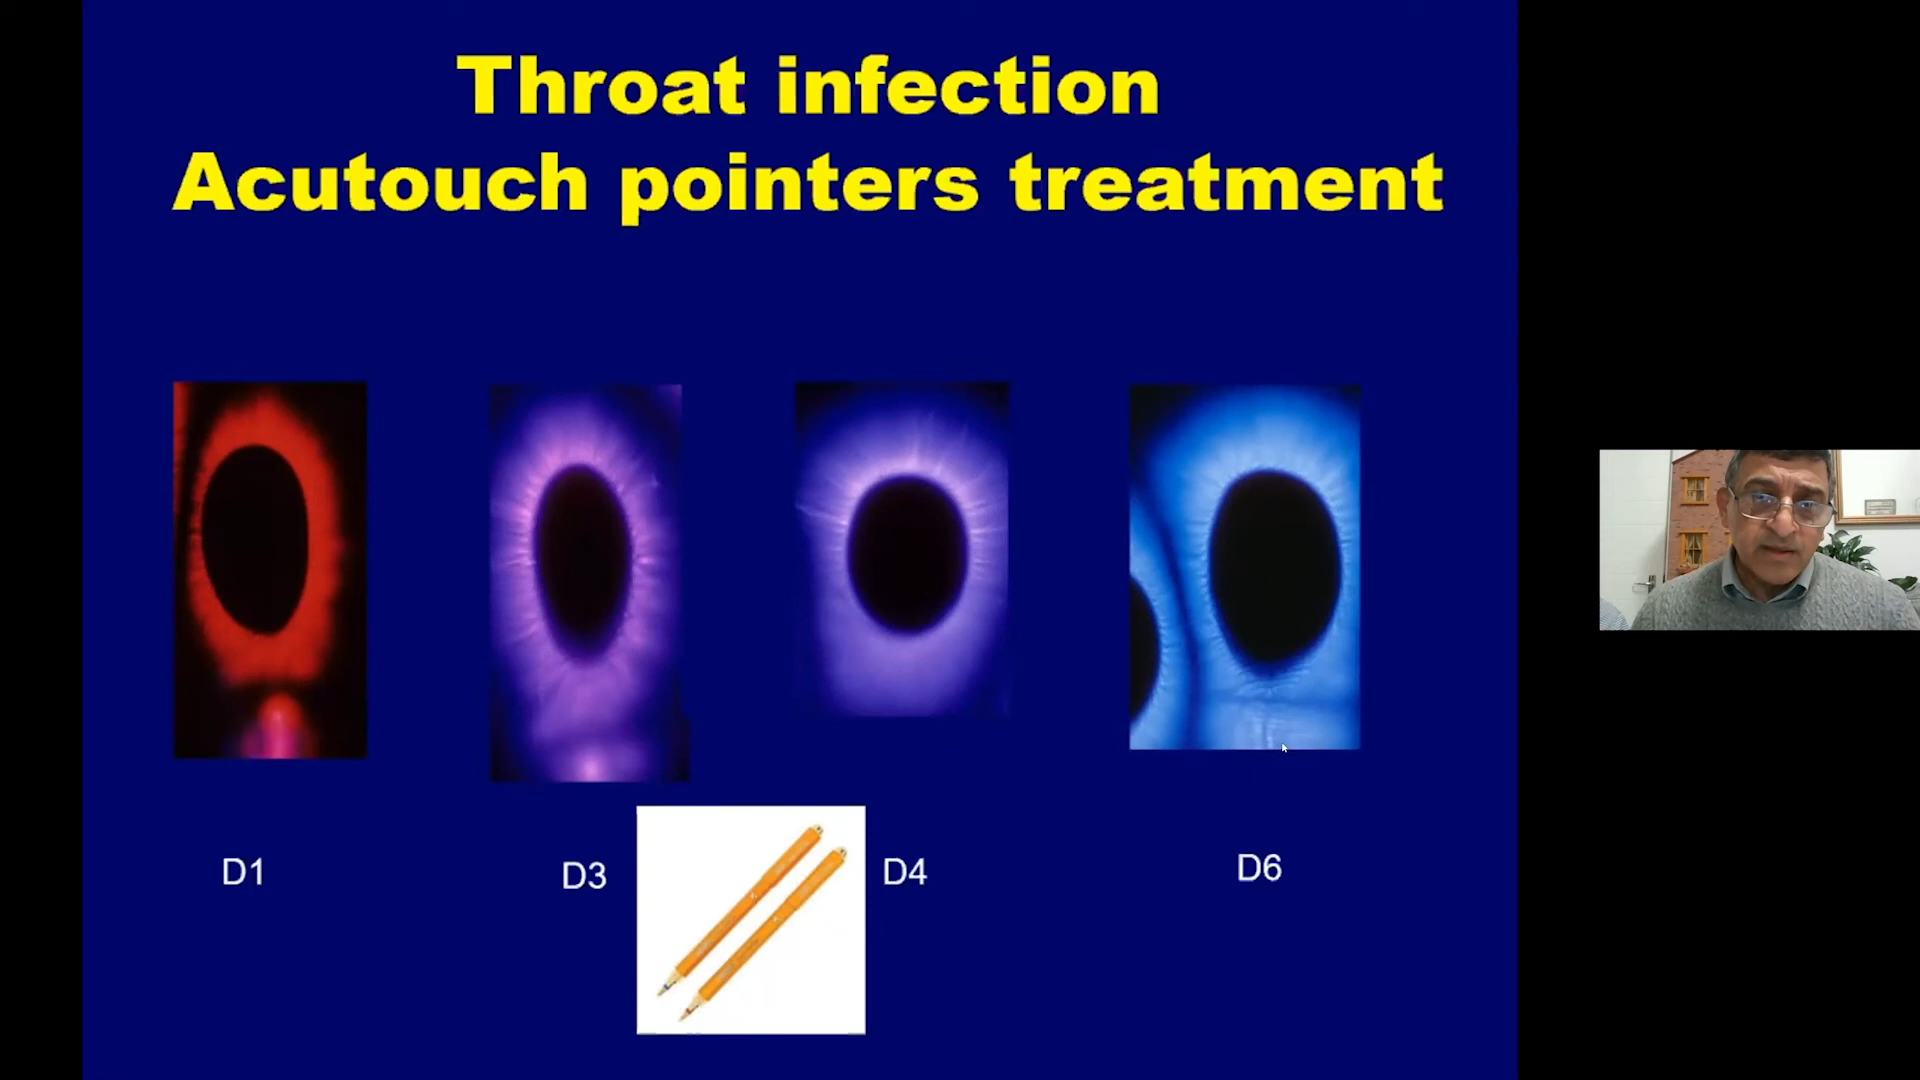 Throat infection
Acutouch pointers treatment
D1
D3
D4
D6